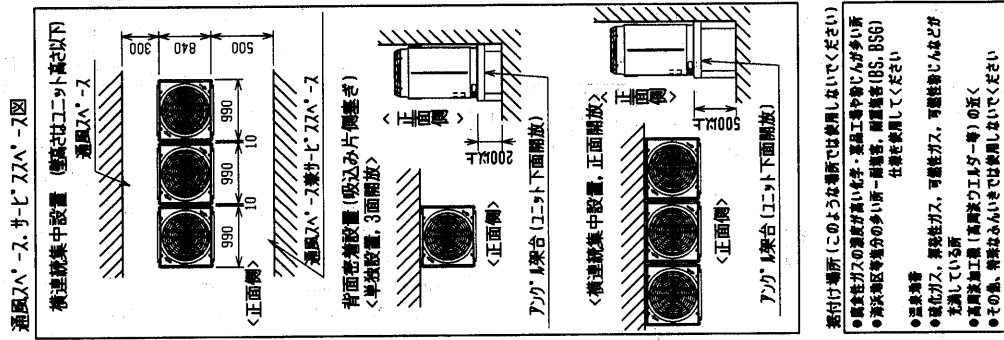 通風スペース、サービススペース図
横連続集中設置 (壁高さはユニット高さ以下)
通風スペース
300
840
500
990
10
990
10
990
<正面側>
通風スペース兼サービススペース
背面密着設置(吸込み片側塞ぎ)
<単独設置, 3面開放>
<正面側>
<正面側>
200以上
アングル架台(ユニット下面開放)
<横連続集中設置, 正面開放>
<正面側>
<正面側>
500以上
アングル架台(ユニット下面開放)
据付け場所(このような場所では使用しないでください)
●腐食性ガスの濃度が高い化学・薬品工場や粉じんが多い所
●海浜地区等塩分の多い所-耐塩害, 耐重塩害(BS, BSG)
仕様を使用してください
●温泉地帯
●硫化ガス, 揮発性ガス, 可燃性ガス, 可燃性粉じんなどが
充満している所
●高周波加工機(高周波ウエルダー等)の近く
●その他、特殊なふんいきでは使用しないでください